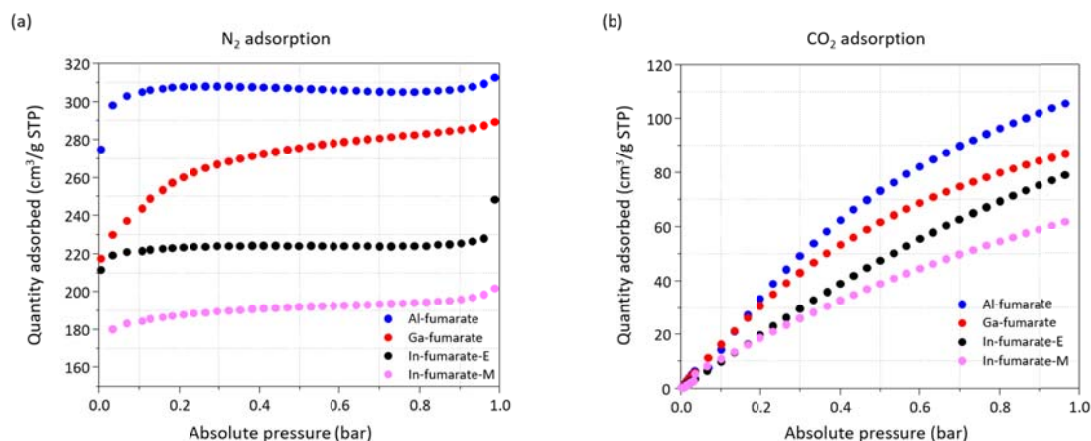 (a)
N₂ adsorption
Quantity adsorbed (cm³/g STP)
320
300
280
260
240
220
200
180
160
0.0 0.2 0.4 0.6 0.8 1.0
Absolute pressure (bar)
Al-fumarate
Ga-fumarate
In-fumarate-E
In-fumarate-M
(b)
CO₂ adsorption
Quantity adsorbed (cm³/g STP)
120
100
80
60
40
20
0
0.0 0.2 0.4 0.6 0.8 1.0
Absolute pressure (bar)
Al-fumarate
Ga-fumarate
In-fumarate-E
In-fumarate-M